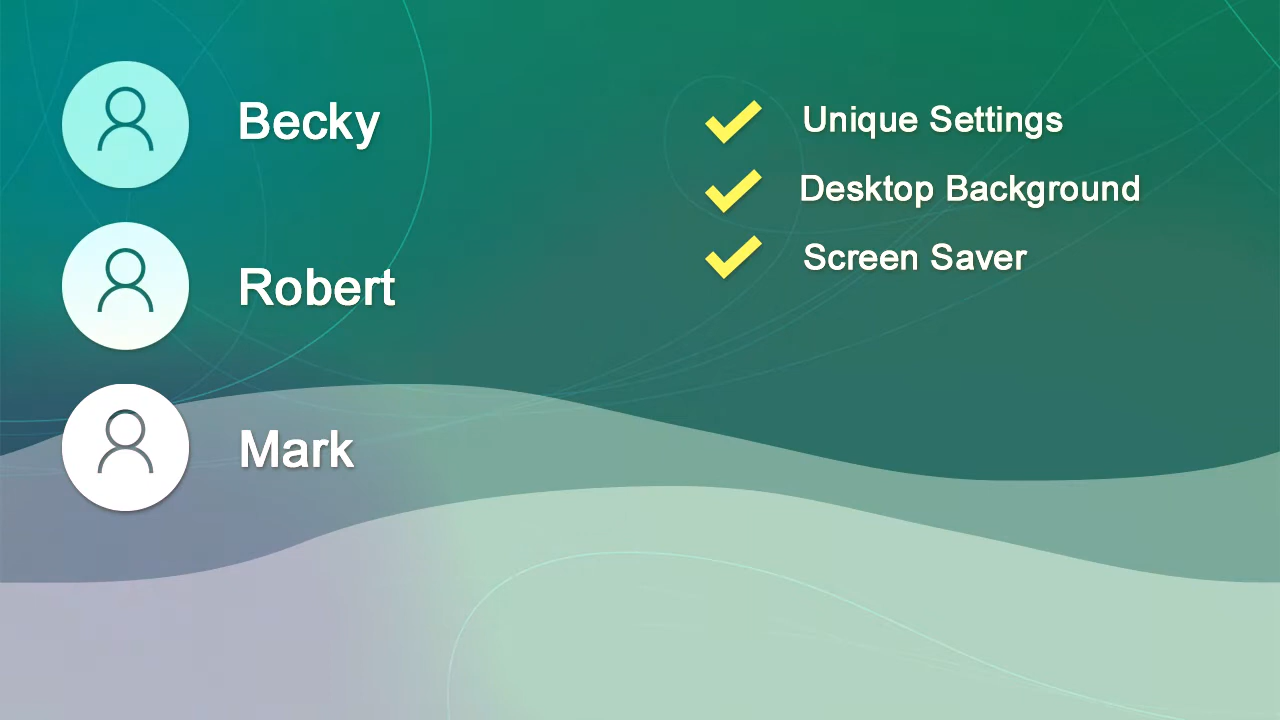 Becky
Robert
Mark
Unique Settings
Desktop Background
Screen Saver